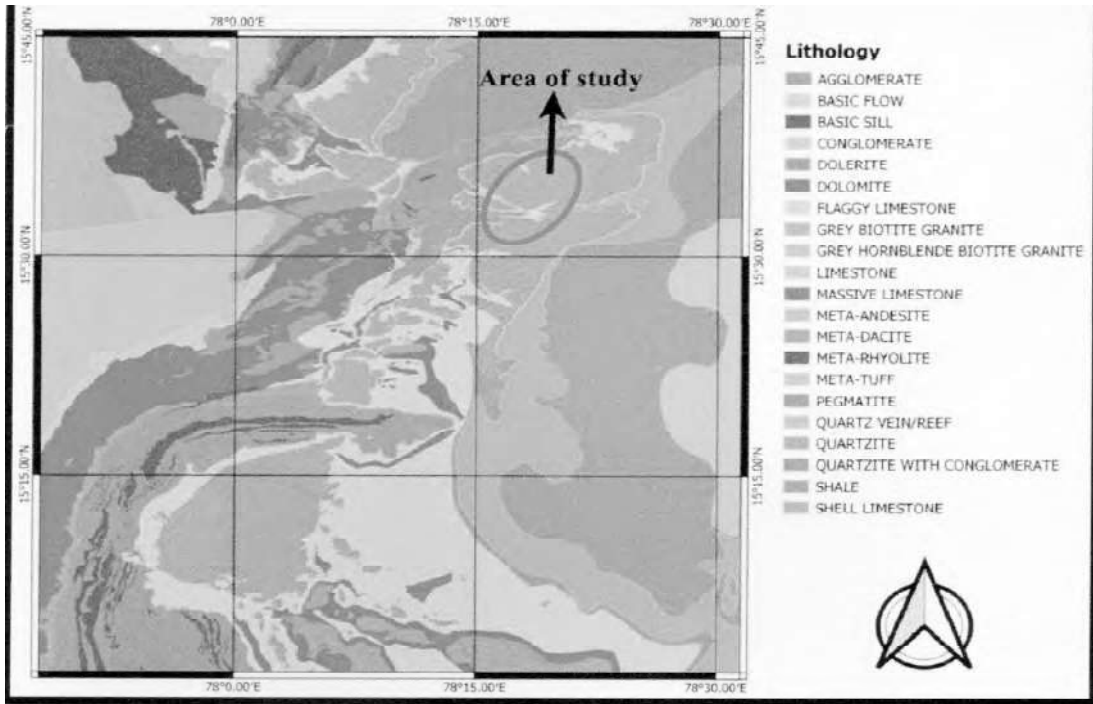 78°0.00'E 78°15.00'E 78°30.00'E
15°45.00'N 15°45.00'N
Area of study
15°30.00'N 15°30.00'N
15°15.00'N 15°15.00'N
78°0.00'E 78°15.00'E 78°30.00'E
Lithology
AGGLOMERATE
BASIC FLOW
BASIC SILL
CONGLOMERATE
DOLERITE
DOLOMITE
FLAGGY LIMESTONE
GREY BIOTITE GRANITE
GREY HORNBLENDE BIOTITE GRANITE
LIMESTONE
MASSIVE LIMESTONE
META-ANDESITE
META-DACITE
META-RHYOLITE
META-TUFF
PEGMATITE
QUARTZ VEIN/REEF
QUARTZITE
QUARTZITE WITH CONGLOMERATE
SHALE
SHELL LIMESTONE